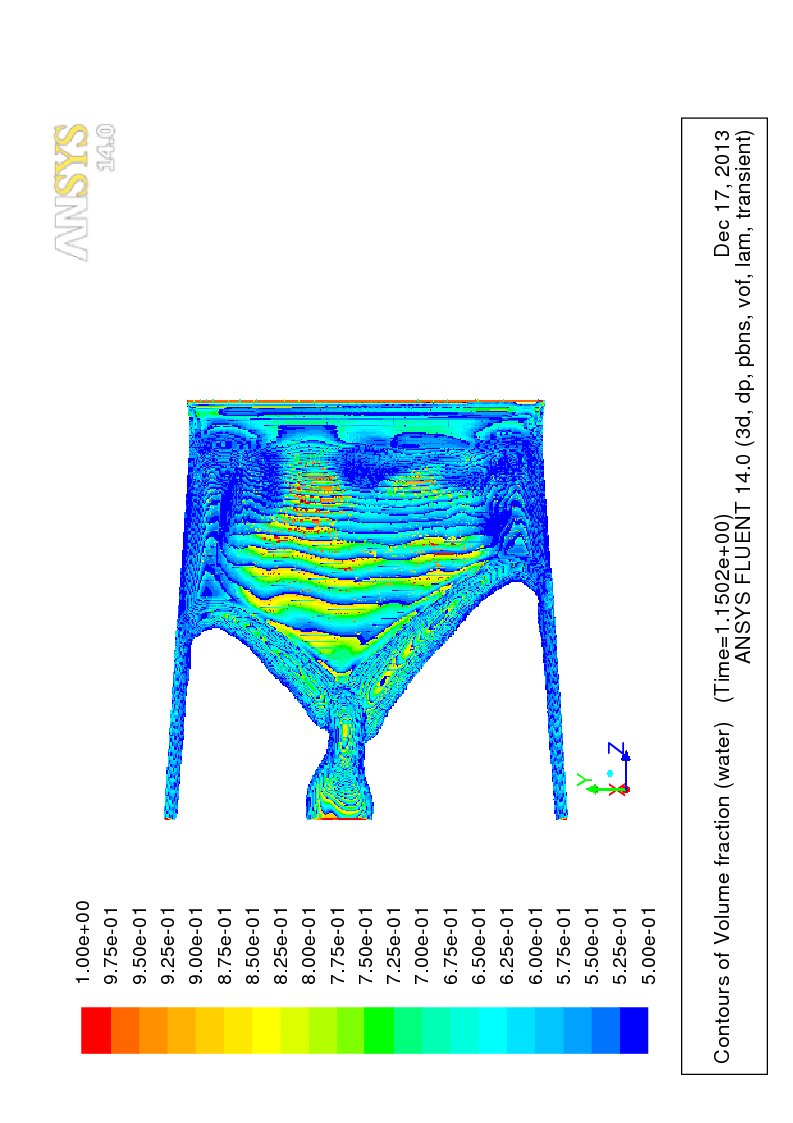 ANSYS
14.0
1.00e+00
9.75e-01
9.50e-01
9.25e-01
9.00e-01
8.75e-01
8.50e-01
8.25e-01
8.00e-01
7.75e-01
7.50e-01
7.25e-01
7.00e-01
6.75e-01
6.50e-01
6.25e-01
6.00e-01
5.75e-01
5.50e-01
5.25e-01
5.00e-01
Y
X
Z
Contours of Volume fraction (water) (Time=1.1502e+00) Dec 17, 2013
ANSYS FLUENT 14.0 (3d, dp, pbns, vof, lam, transient)